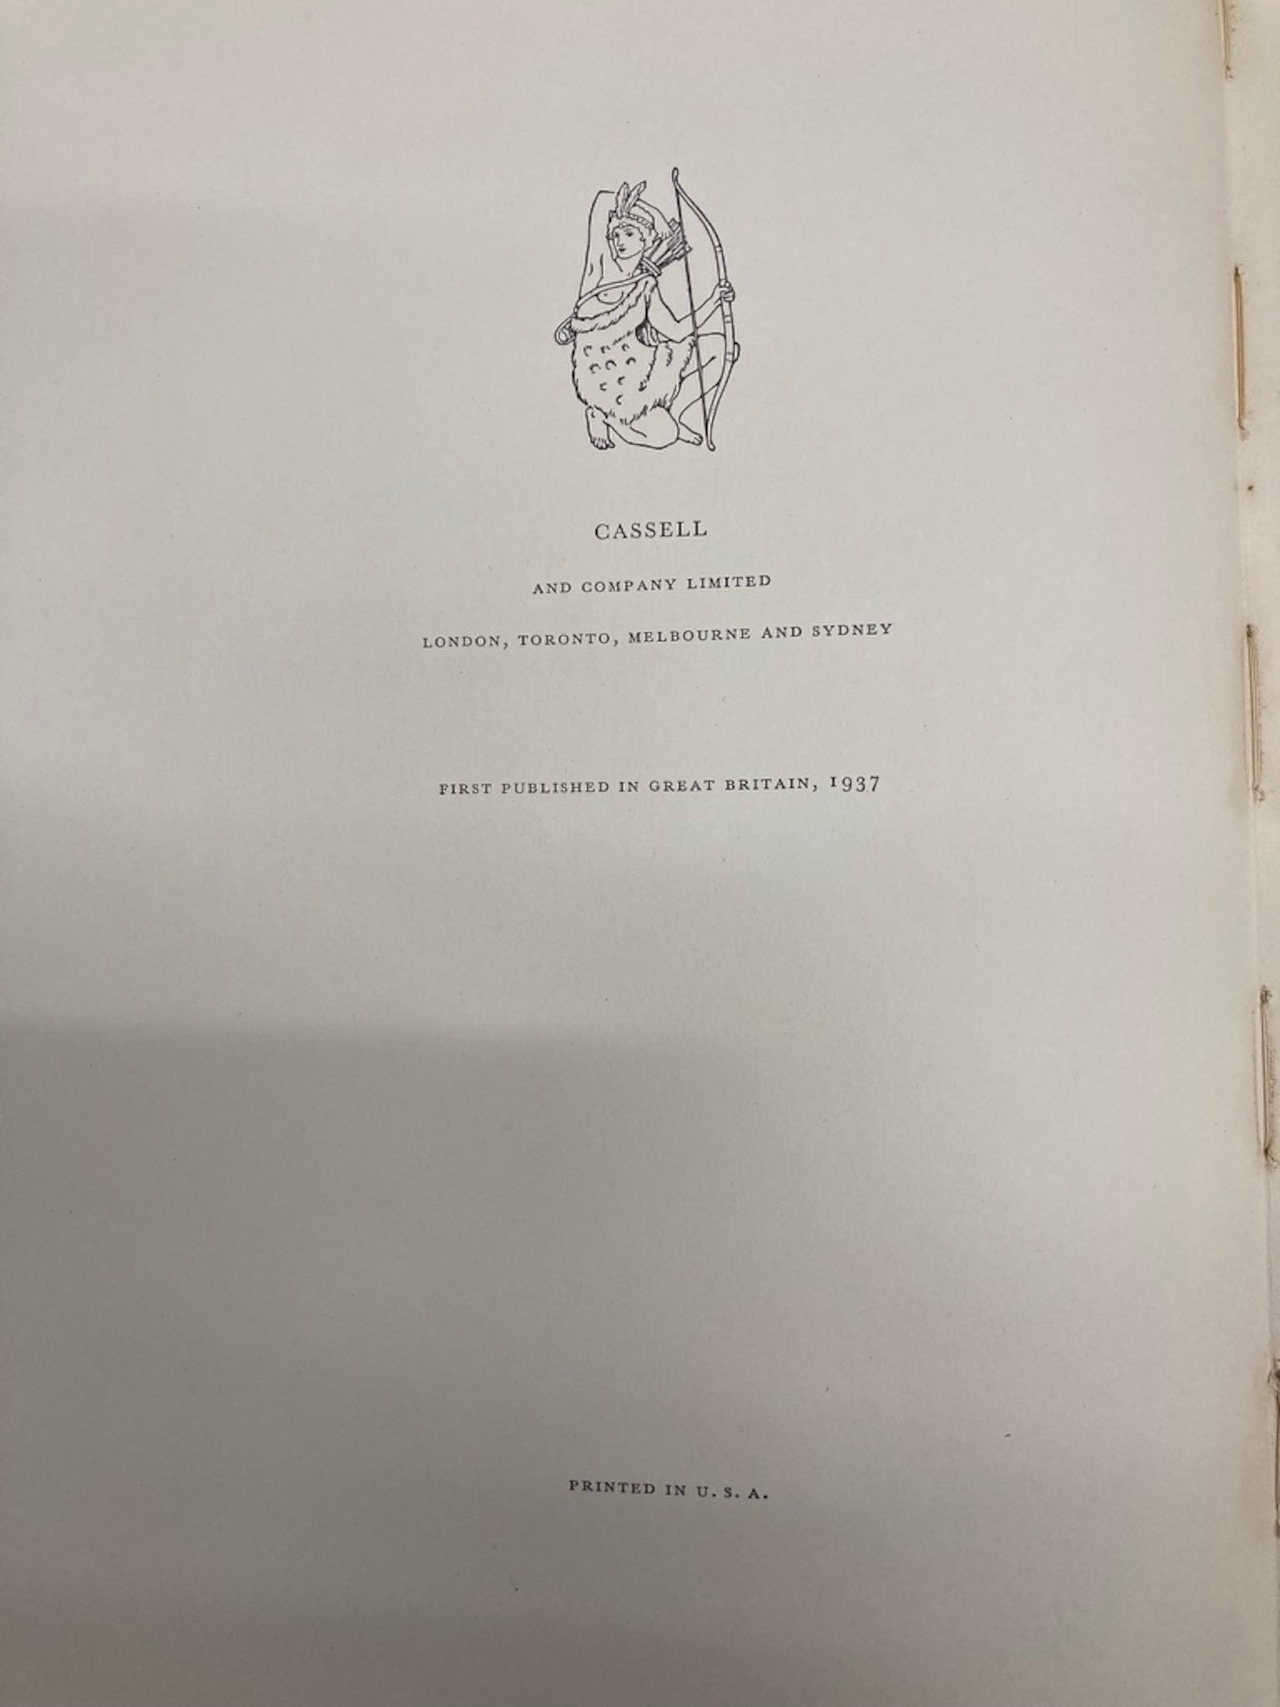 CASSELL
AND COMPANY LIMITED
LONDON, TORONTO, MELBOURNE AND SYDNEY
FIRST PUBLISHED IN GREAT BRITAIN, 1937
PRINTED IN U. S. A.